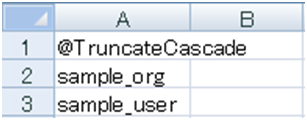 A B
1 @TruncateCascade
2 sample_org
3 sample_user